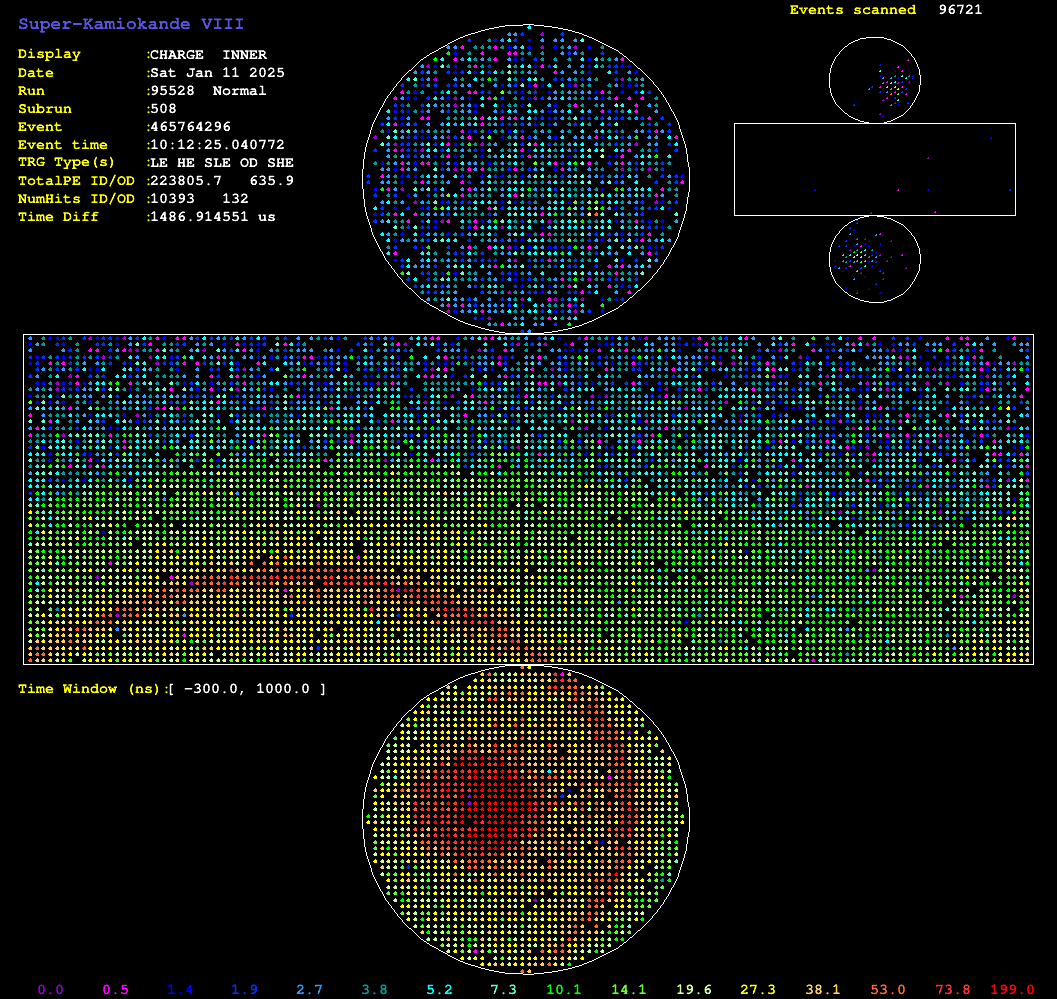 Super-Kamiokande VIII
Events scanned 96721
Display :CHARGE INNER
Date :Sat Jan 11 2025
Run :95528 Normal
Subrun :508
Event :465764296
Event time :10:12:25.040772
TRG Type(s) :LE HE SLE OD SHE
TotalPE ID/OD :223805.7 635.9
NumHits ID/OD :10393 132
Time Diff :1486.914551 us
Time Window (ns):[ -300.0, 1000.0 ]
0.0 0.5 1.4 1.9 2.7 3.8 5.2 7.3 10.1 14.1 19.6 27.3 38.1 53.0 73.8 199.0